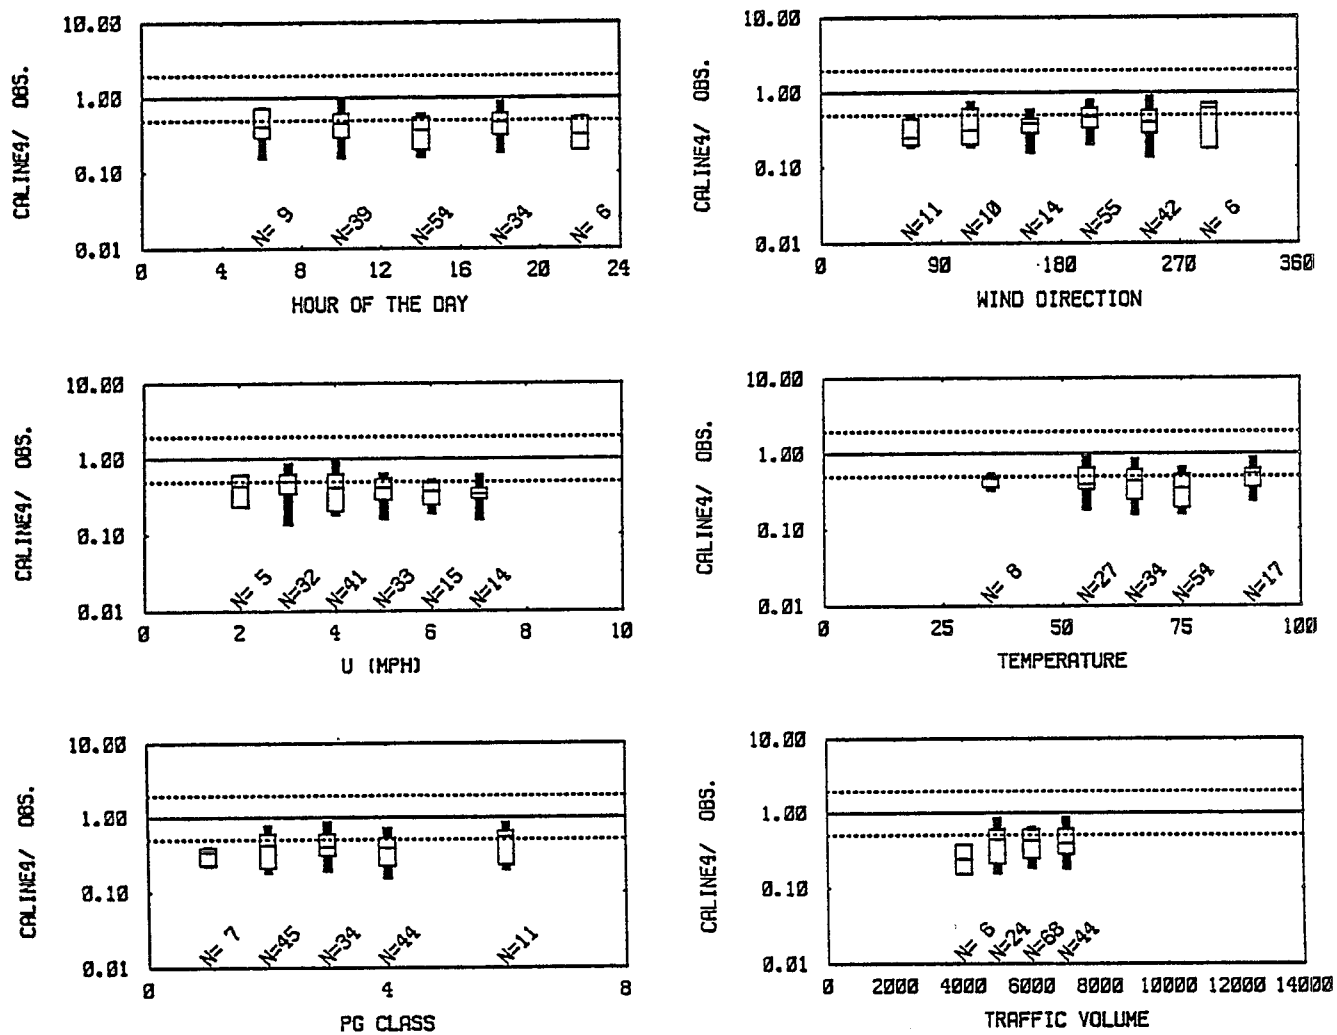 10.00
1.00
0.10
0.01
CALINE4/ OBS.
N= 9 N=39 N=54 N=34 N= 6
0 4 8 12 16 20 24
HOUR OF THE DAY
10.00
1.00
0.10
0.01
CALINE4/ OBS.
N=11 N=10 N=14 N=55 N=42 N= 6
0 90 180 270 360
WIND DIRECTION
10.00
1.00
0.10
0.01
CALINE4/ OBS.
N= 5 N=32 N=41 N=33 N=15 N=14
0 2 4 6 8 10
U (MPH)
10.00
1.00
0.10
0.01
CALINE4/ OBS.
N= 8 N=27 N=34 N=54 N=17
0 25 50 75 100
TEMPERATURE
10.00
1.00
0.10
0.01
CALINE4/ OBS.
N= 7 N=45 N=34 N=44 N=11
0 4 8
PG CLASS
10.00
1.00
0.10
0.01
CALINE4/ OBS.
N= 6 N=24 N=68 N=44
0 2000 4000 6000 8000 10000 12000 14000
TRAFFIC VOLUME